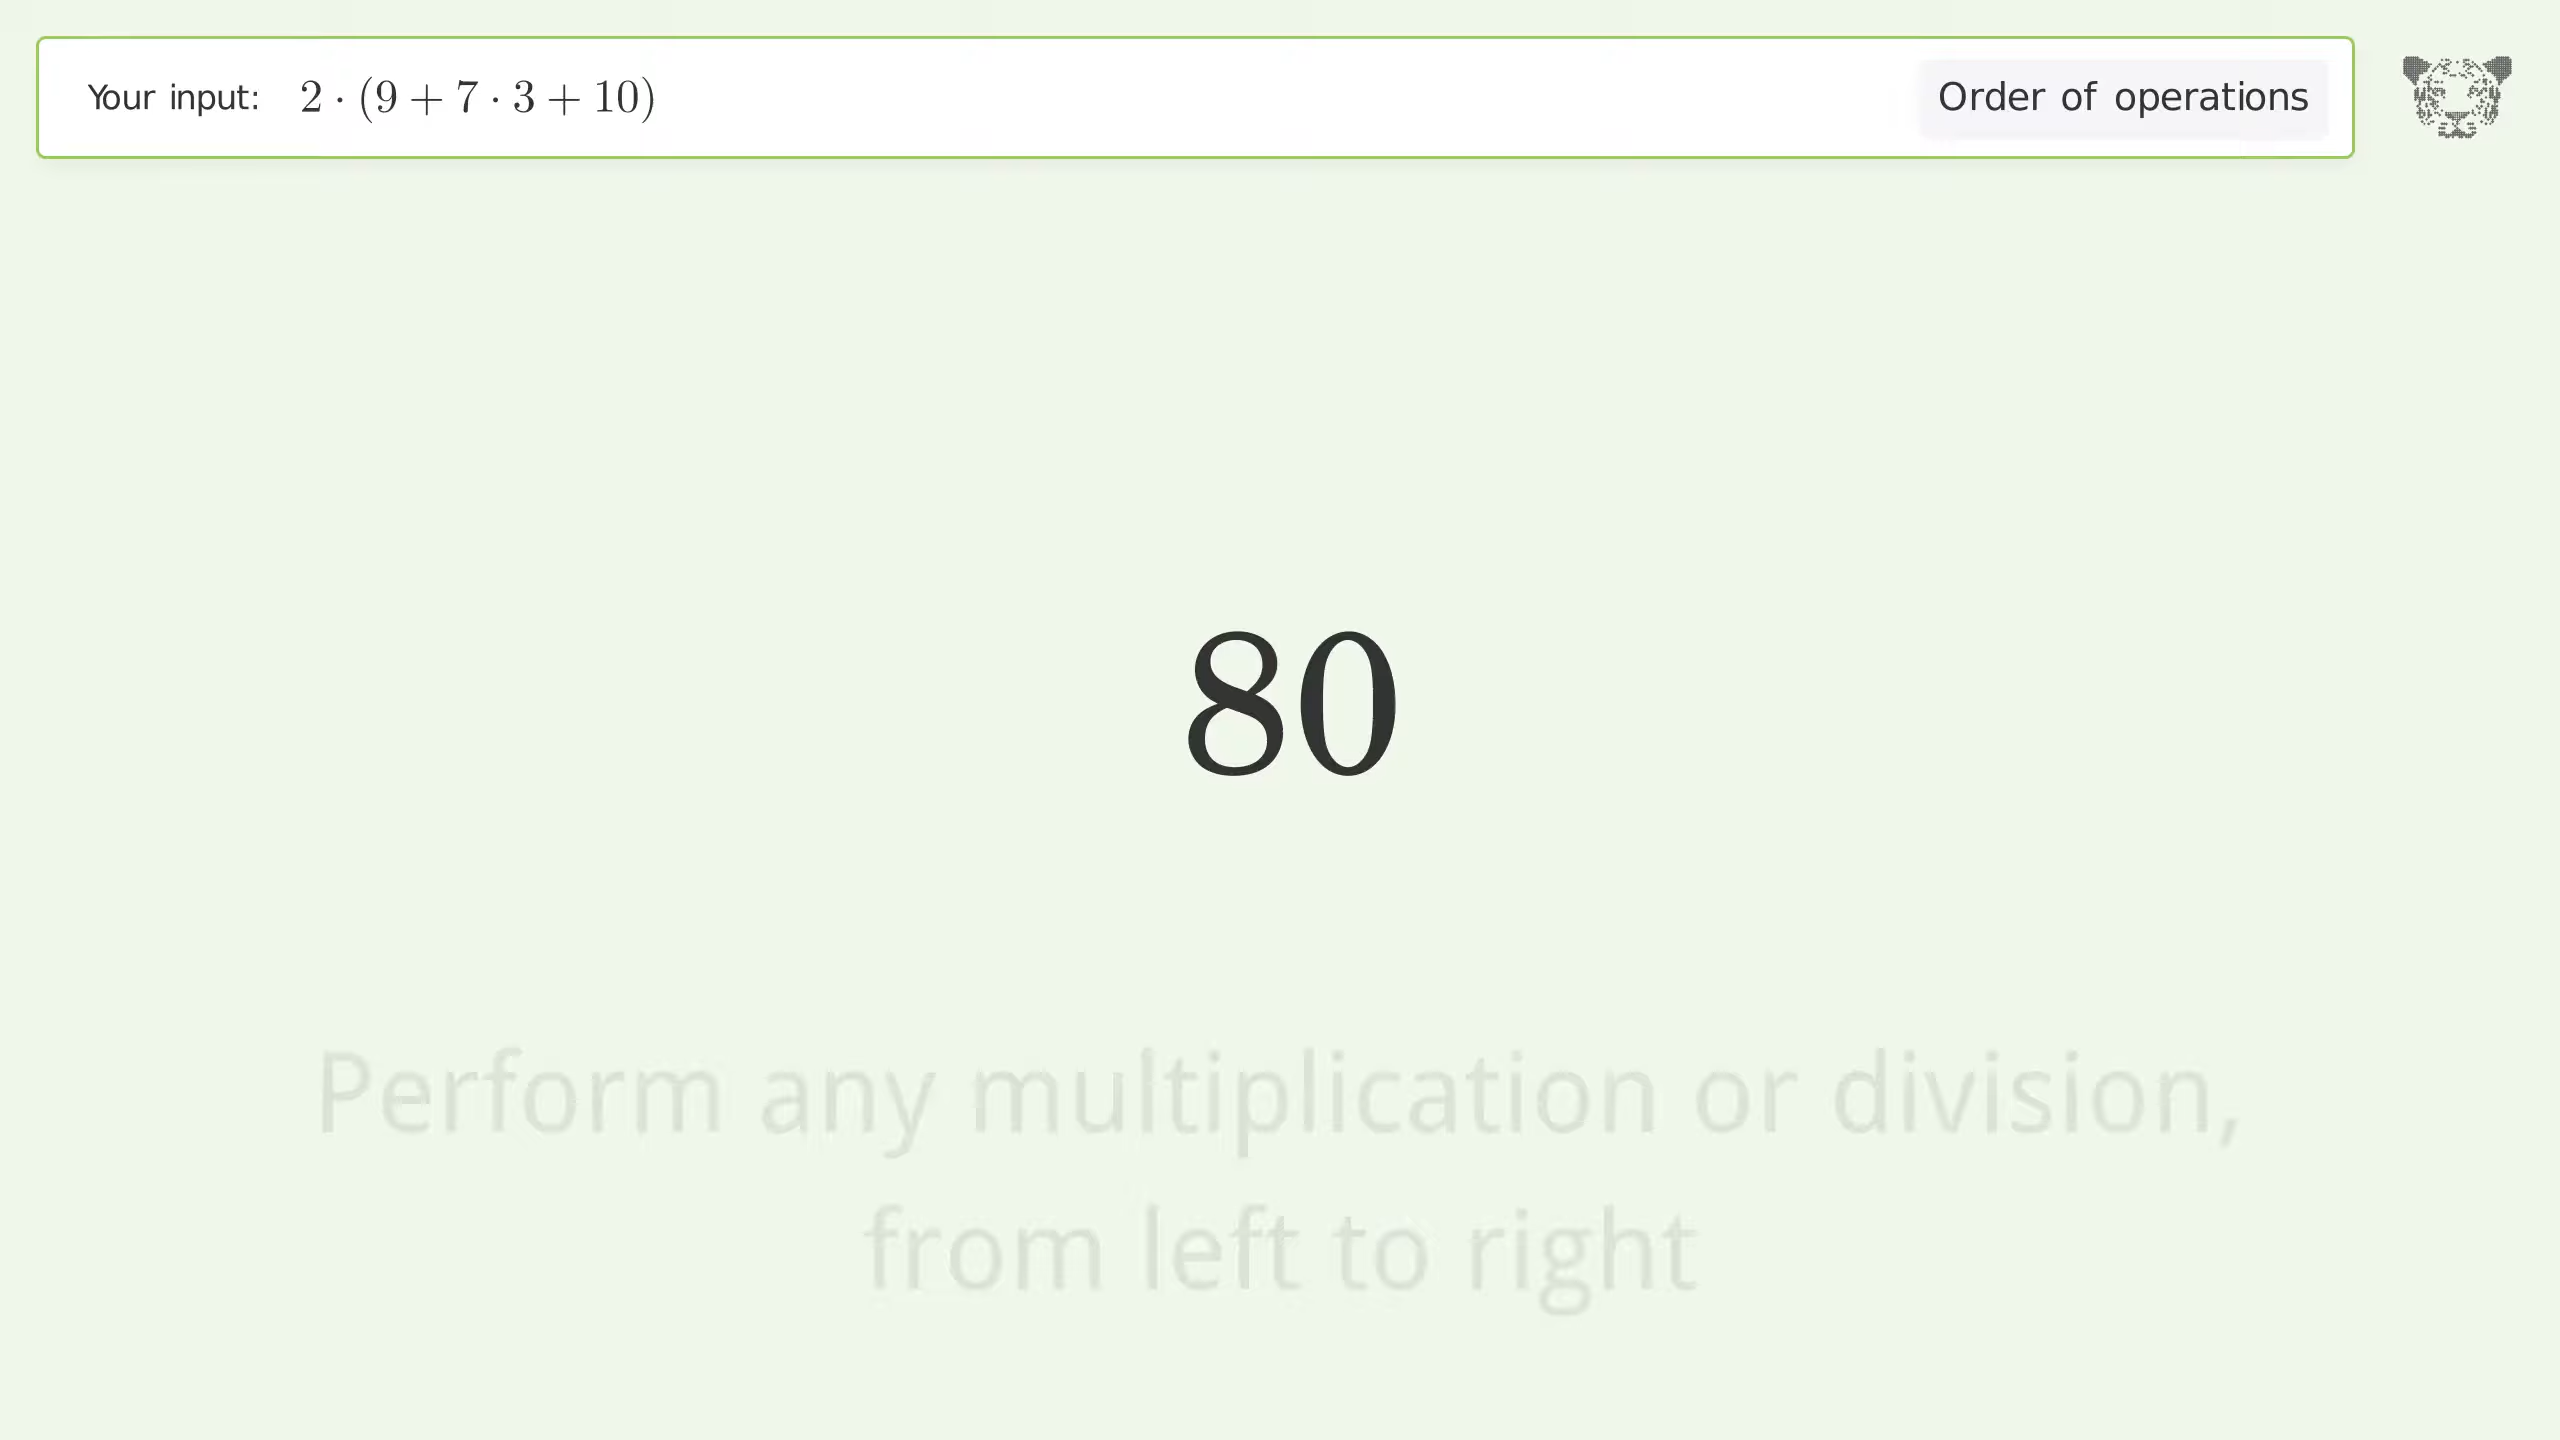 Your input: 2 · (9 + 7 · 3 + 10) Order of operations
80
Perform any multiplication or division,
from left to right